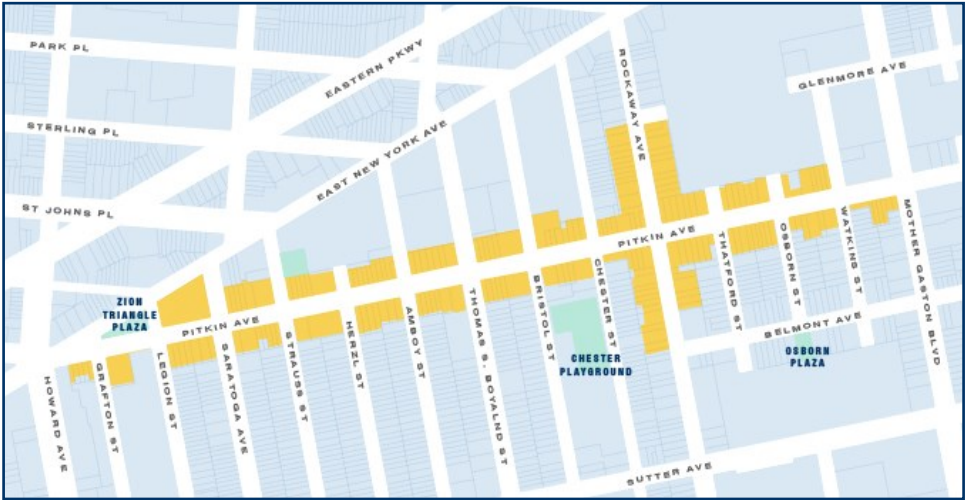 PARK PL
EASTERN PKWY
ROCKAWAY AVE
GLENMORE AVE
STERLING PL
EAST NEW YORK AVE
ST JOHNS PL
PITKIN AVE
ZION
TRIANGLE
PLAZA
PITKIN AVE
HOWARD AVE
GRAFTON ST
LEGION ST
SARATOGA AVE
STRAUSS ST
HERZL ST
AMBOY ST
THOMAS S. BOYALND ST
BRISTOL ST
CHESTER ST
THATFORD ST
OSBORN ST
WATKINS ST
MOTHER GASTON BLVD
BELMONT AVE
CHESTER
PLAYGROUND
OSBORN
PLAZA
SUTTER AVE